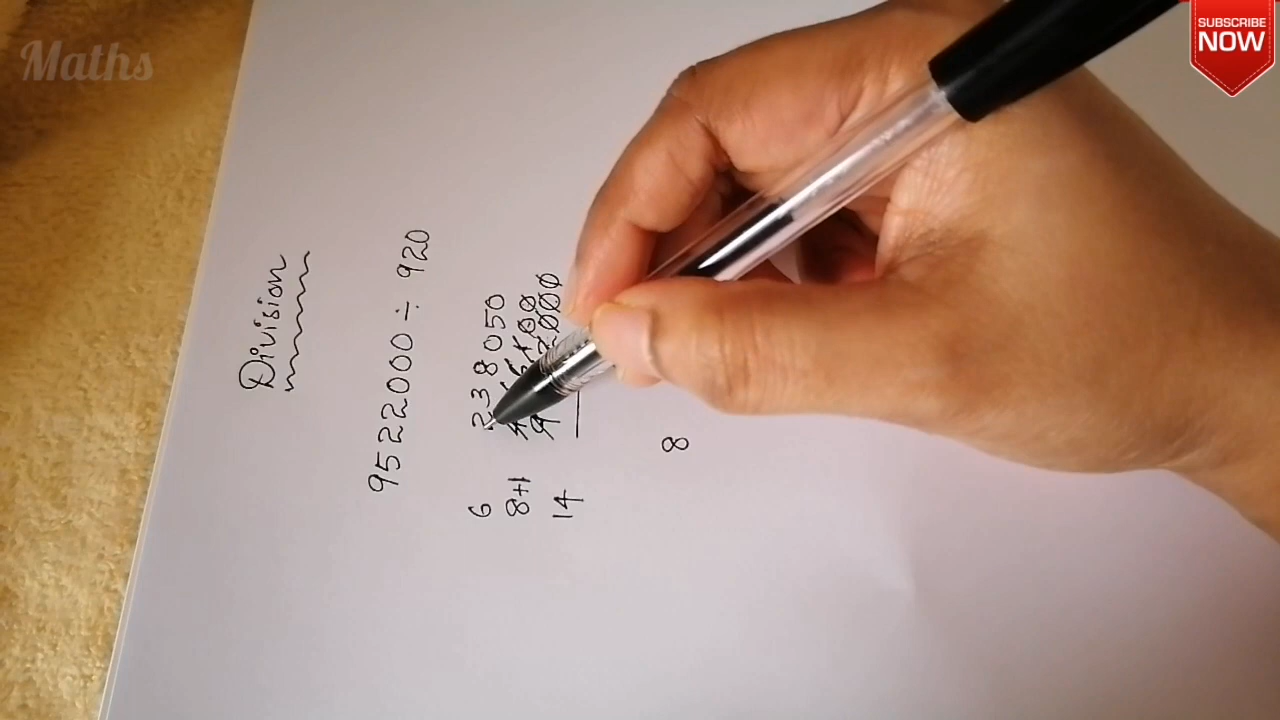 Maths
SUBSCRIBE
NOW
Division
9522000 ÷ 920
6 238050
8+1
14
8